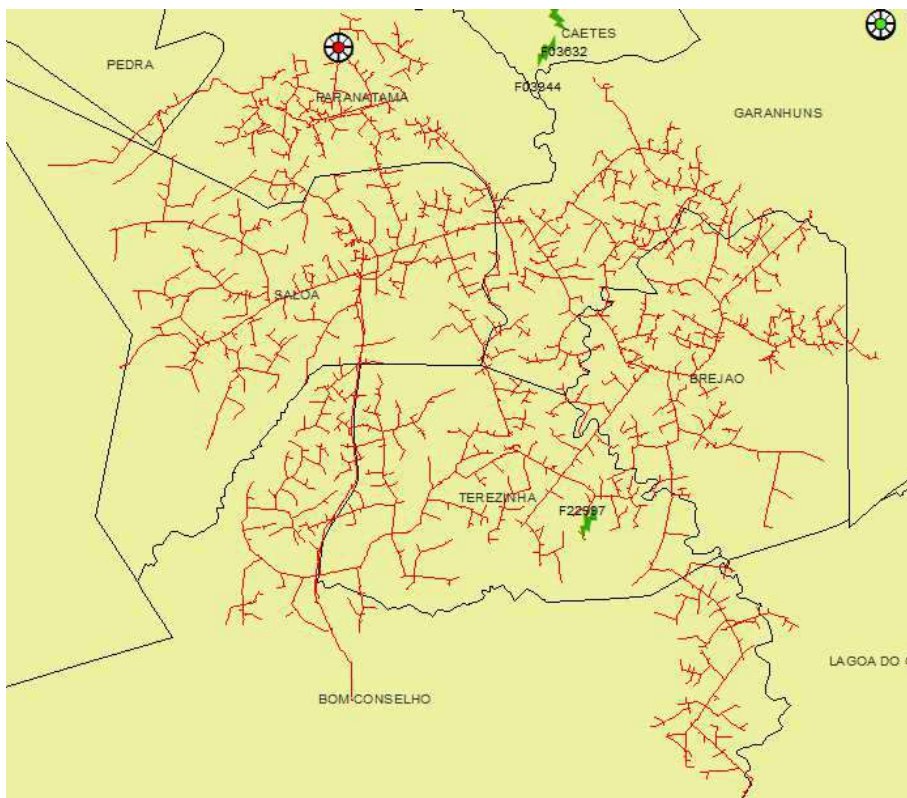 CAETES
F03632
PEDRA
F03944
PARANATAMA
GARANHUNS
SALOA
BREJAO
TEREZINHA
F22997
LAGOA DO
BOM CONSELHO